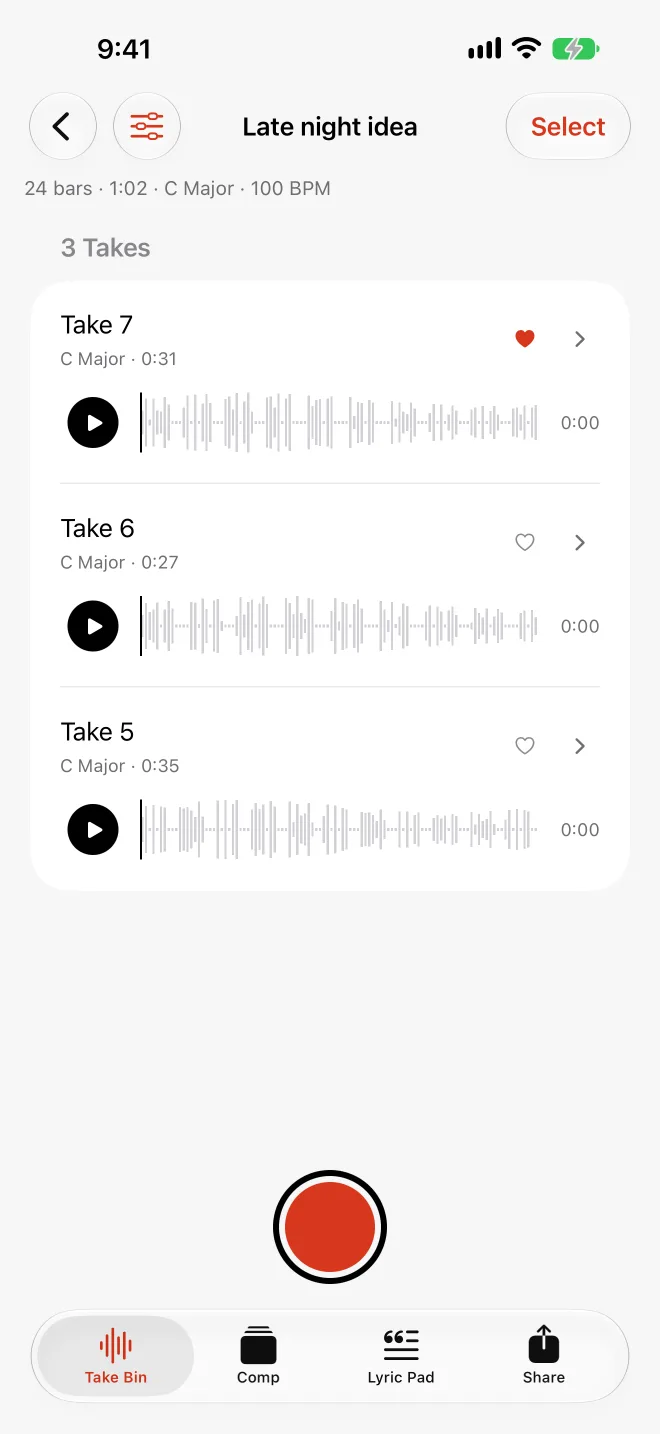 9:41
Late night idea
Select
24 bars · 1:02 · C Major · 100 BPM
3 Takes
Take 7
C Major · 0:31
0:00
Take 6
C Major · 0:27
0:00
Take 5
C Major · 0:35
0:00
Take Bin
Comp
Lyric Pad
Share